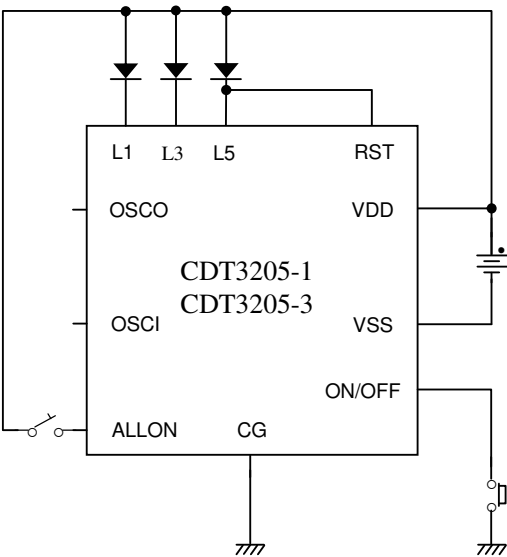 L1 L3 L5 RST
OSCO VDD
CDT3205-1
CDT3205-3
OSCI VSS
ON/OFF
ALLON CG